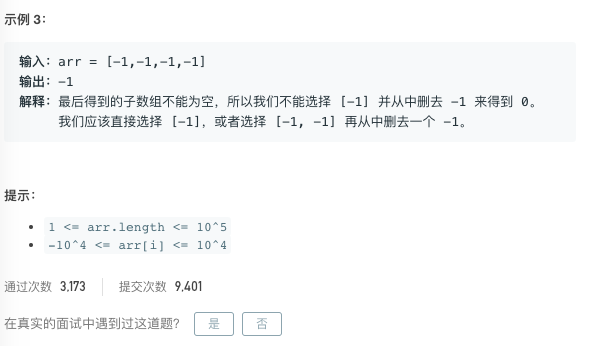 示例 3：
输入：arr = [-1,-1,-1,-1]
输出：-1
解释：最后得到的子数组不能为空，所以我们不能选择 [-1] 并从中删去 -1 来得到 0。
我们应该直接选择 [-1]，或者选择 [-1, -1] 再从中删去一个 -1。
提示：
• 1 <= arr.length <= 10^5
• -10^4 <= arr[i] <= 10^4
通过次数 3,173 提交次数 9,401
在真实的面试中遇到过这道题？ 是 否